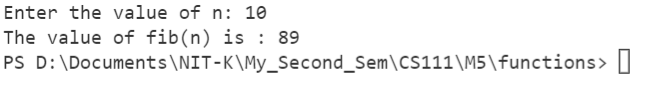 Enter the value of n: 10
The value of fib(n) is : 89
PS D:\Documents\NIT-K\My_Second_Sem\CS111\M5\functions>